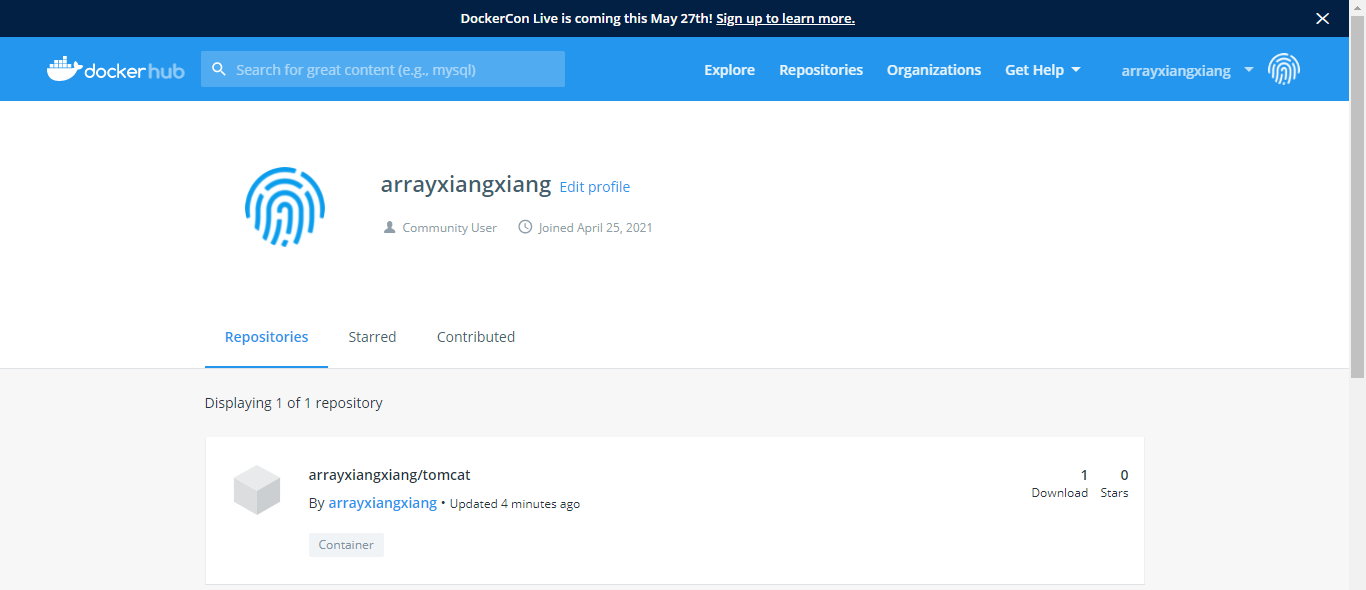 DockerCon Live is coming this May 27th! Sign up to learn more.
dockerhub Search for great content (e.g., mysql) Explore Repositories Organizations Get Help arrayxiangxiang
arrayxiangxiang Edit profile
Community User Joined April 25, 2021
Repositories Starred Contributed
Displaying 1 of 1 repository
arrayxiangxiang/tomcat 1 0
By arrayxiangxiang • Updated 4 minutes ago Download Stars
Container